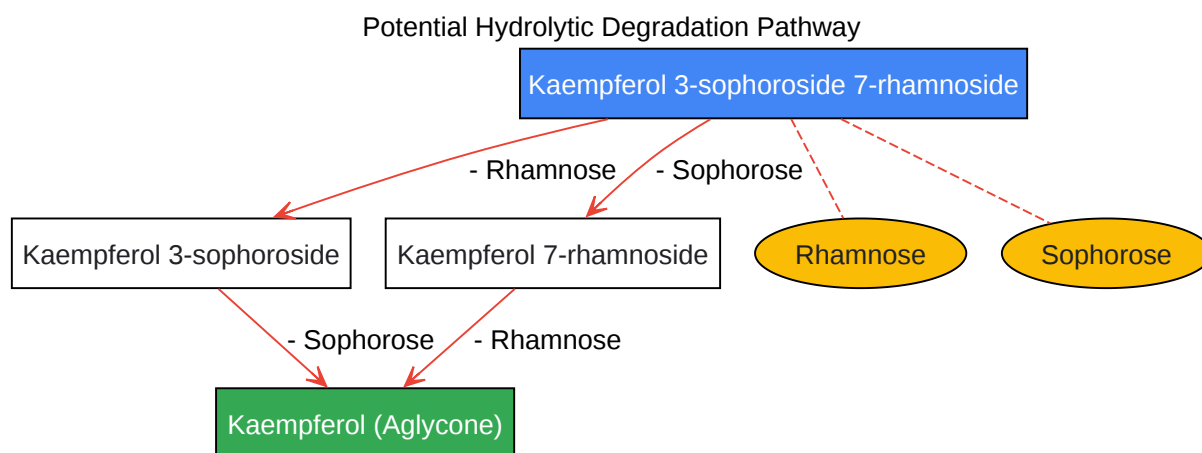 Potential Hydrolytic Degradation Pathway
Kaempferol 3-sophoroside 7-rhamnoside
- Rhamnose
- Sophorose
Kaempferol 3-sophoroside
Kaempferol 7-rhamnoside
Rhamnose
Sophorose
- Sophorose
- Rhamnose
Kaempferol (Aglycone)